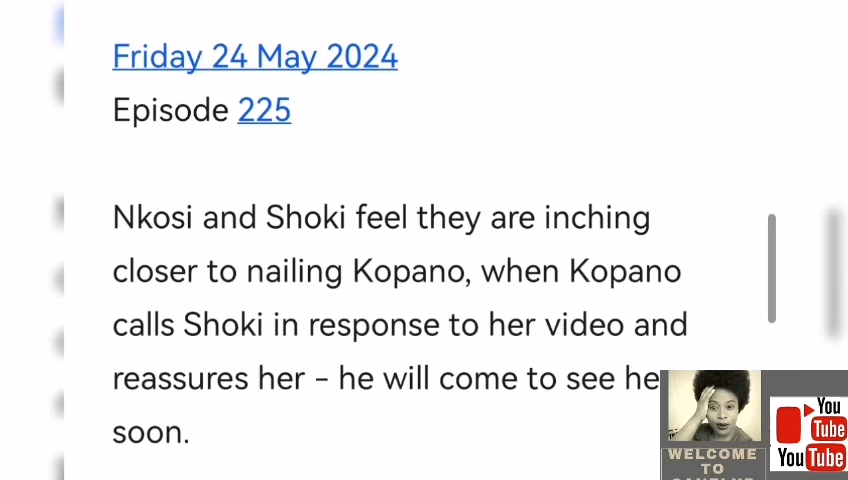 Friday 24 May 2024
Episode 225
Nkosi and Shoki feel they are inching
closer to nailing Kopano, when Kopano
calls Shoki in response to her video and
reassures her – he will come to see he
soon.
WELCOME
TO
You
Tube
YouTube